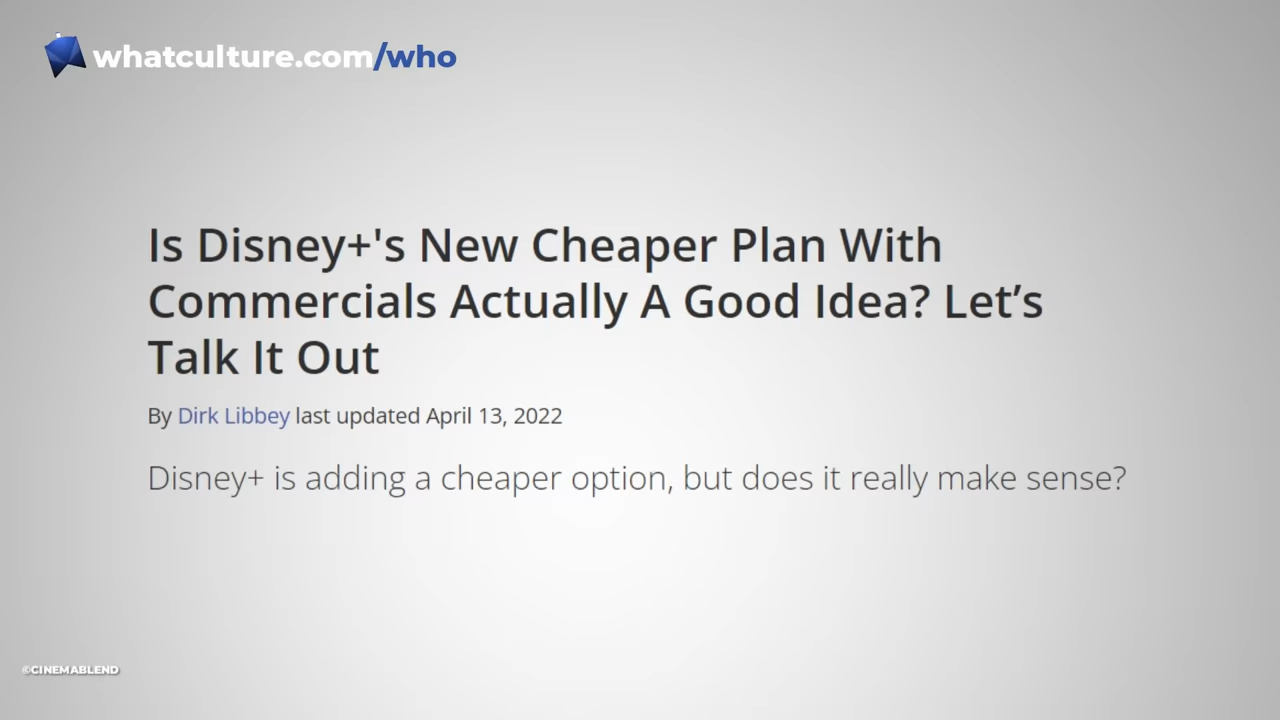 whatculture.com/who
Is Disney+'s New Cheaper Plan With
Commercials Actually A Good Idea? Let’s
Talk It Out
By Dirk Libbey last updated April 13, 2022
Disney+ is adding a cheaper option, but does it really make sense?
©CINEMABLEND